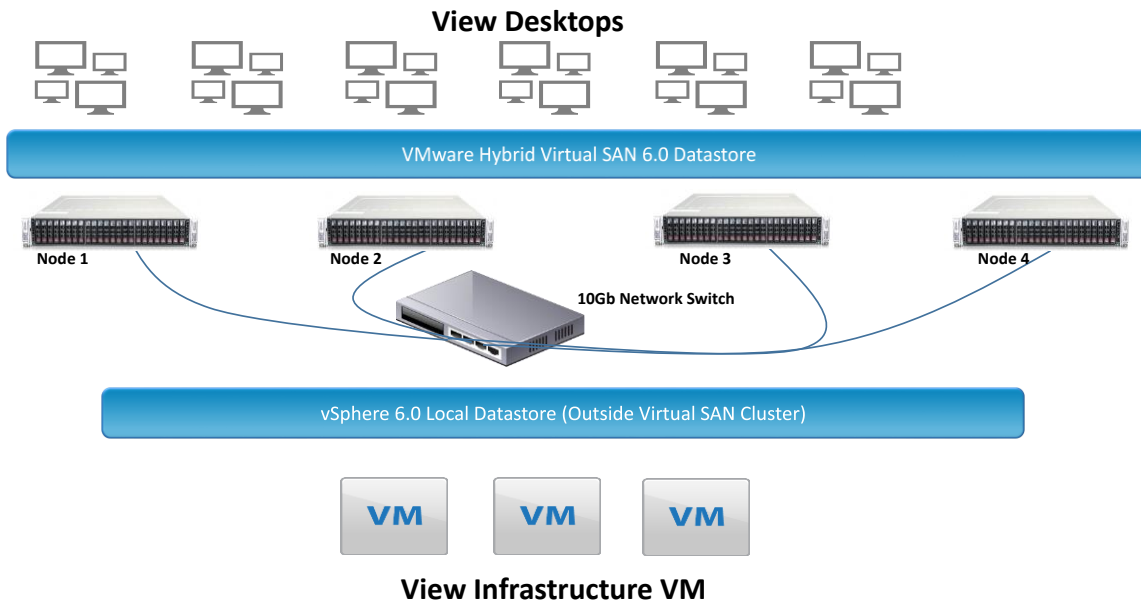 View Desktops
VMware Hybrid Virtual SAN 6.0 Datastore
Node 1
Node 2
Node 3
Node 4
10Gb Network Switch
vSphere 6.0 Local Datastore (Outside Virtual SAN Cluster)
VM
VM
VM
View Infrastructure VM